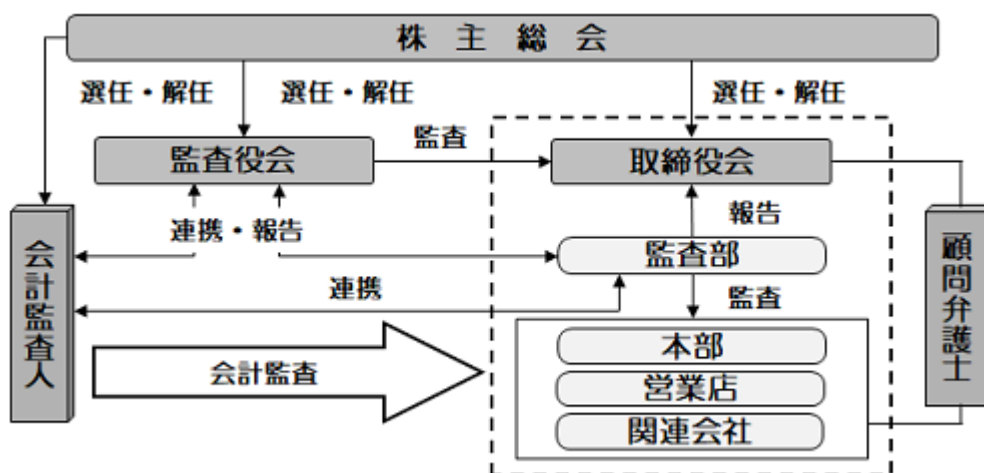 株主総会
選任・解任
選任・解任
選任・解任
監査役会
監査
取締役会
連携・報告
報告
監査部
会計監査人
連携
監査
顧問弁護士
会計監査
本部
営業店
関連会社